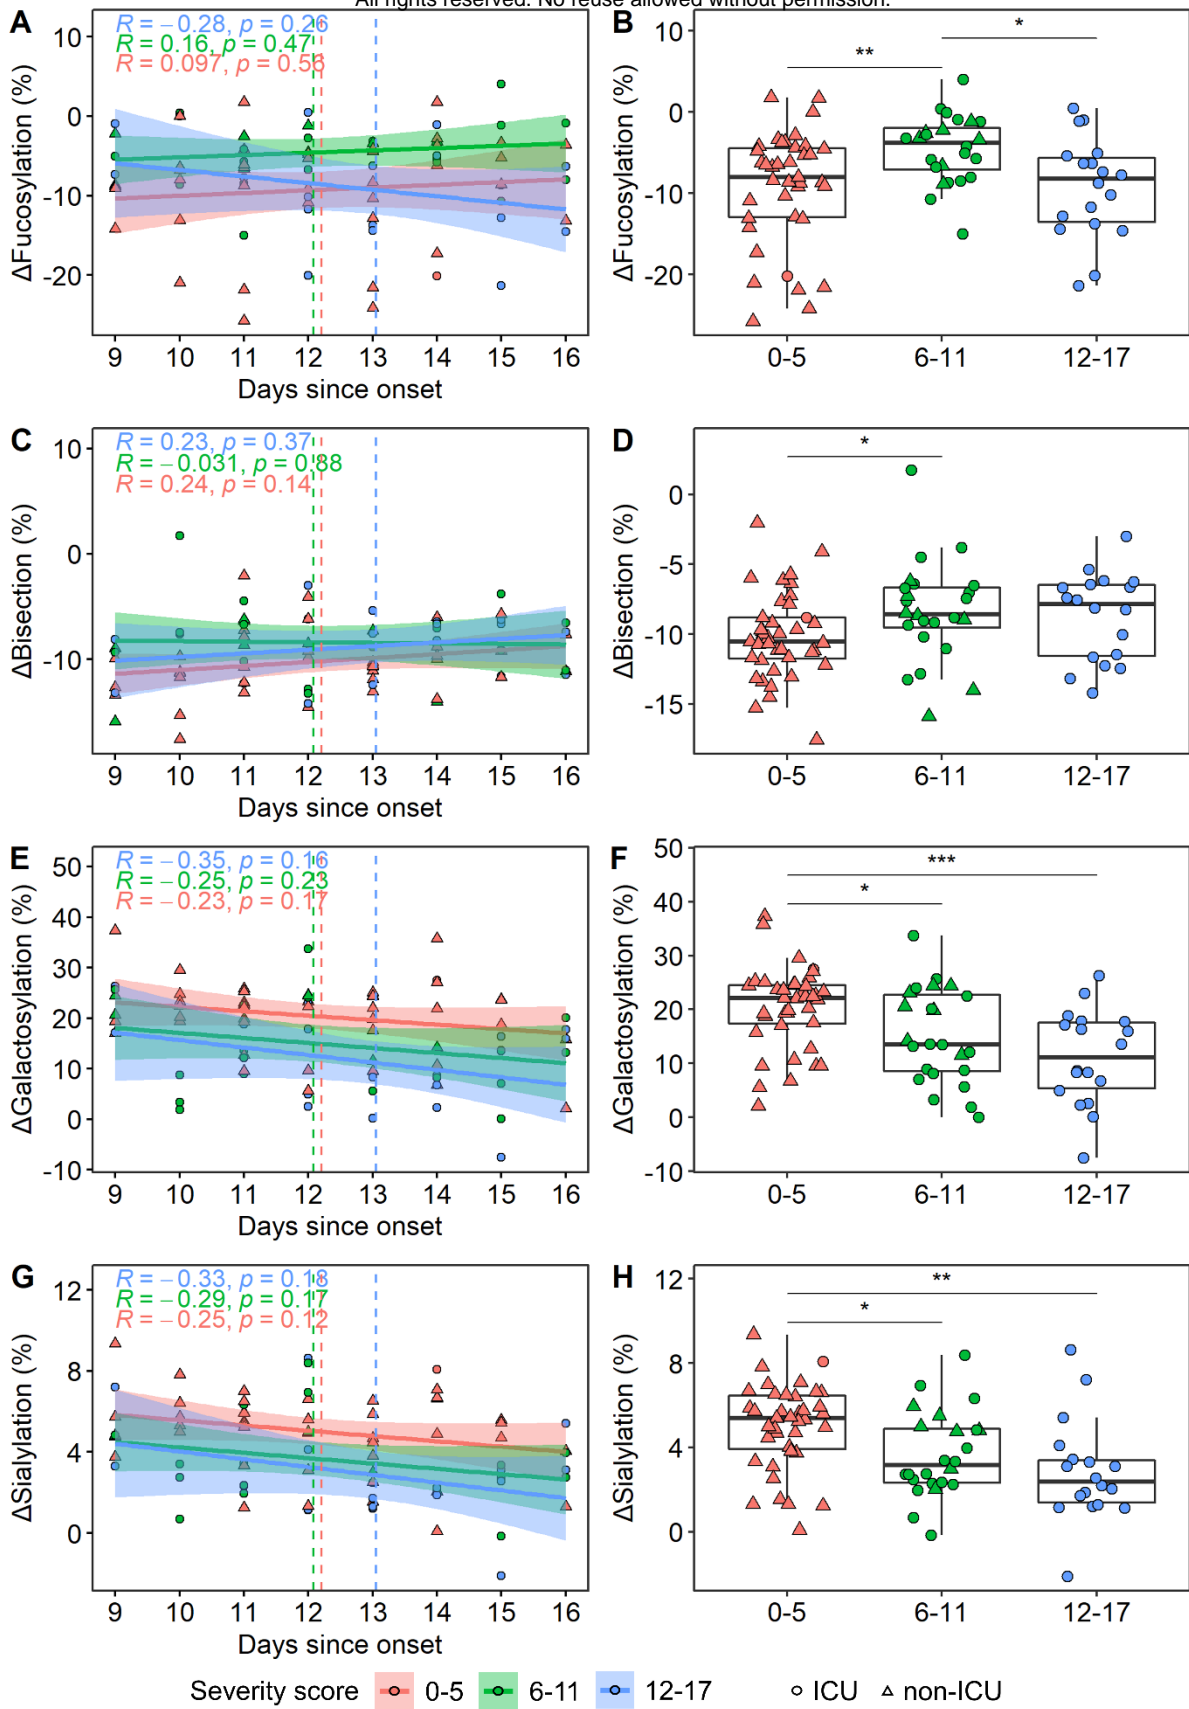 All rights reserved. No reuse allowed without permission.
A
R = −0.28, p = 0.26
R = 0.16, p = 0.47
R = 0.097, p = 0.56
ΔFucosylation (%)
10
0
-10
-20
9 10 11 12 13 14 15 16
Days since onset
B
*
**
ΔFucosylation (%)
10
0
-10
-20
0-5 6-11 12-17
C
R = 0.23, p = 0.37
R = −0.031, p = 0.88
R = 0.24, p = 0.14
ΔBisection (%)
10
0
-10
9 10 11 12 13 14 15 16
Days since onset
D
*
ΔBisection (%)
0
-5
-10
-15
0-5 6-11 12-17
E
R = −0.35, p = 0.16
R = −0.25, p = 0.23
R = −0.23, p = 0.17
ΔGalactosylation (%)
50
40
30
20
10
0
-10
9 10 11 12 13 14 15 16
Days since onset
F
***
*
ΔGalactosylation (%)
50
40
30
20
10
0
-10
0-5 6-11 12-17
G
R = −0.33, p = 0.18
R = −0.29, p = 0.17
R = −0.25, p = 0.12
ΔSialylation (%)
12
8
4
0
9 10 11 12 13 14 15 16
Days since onset
H
**
*
ΔSialylation (%)
12
8
4
0
0-5 6-11 12-17
Severity score 0-5 6-11 12-17 ICU non-ICU